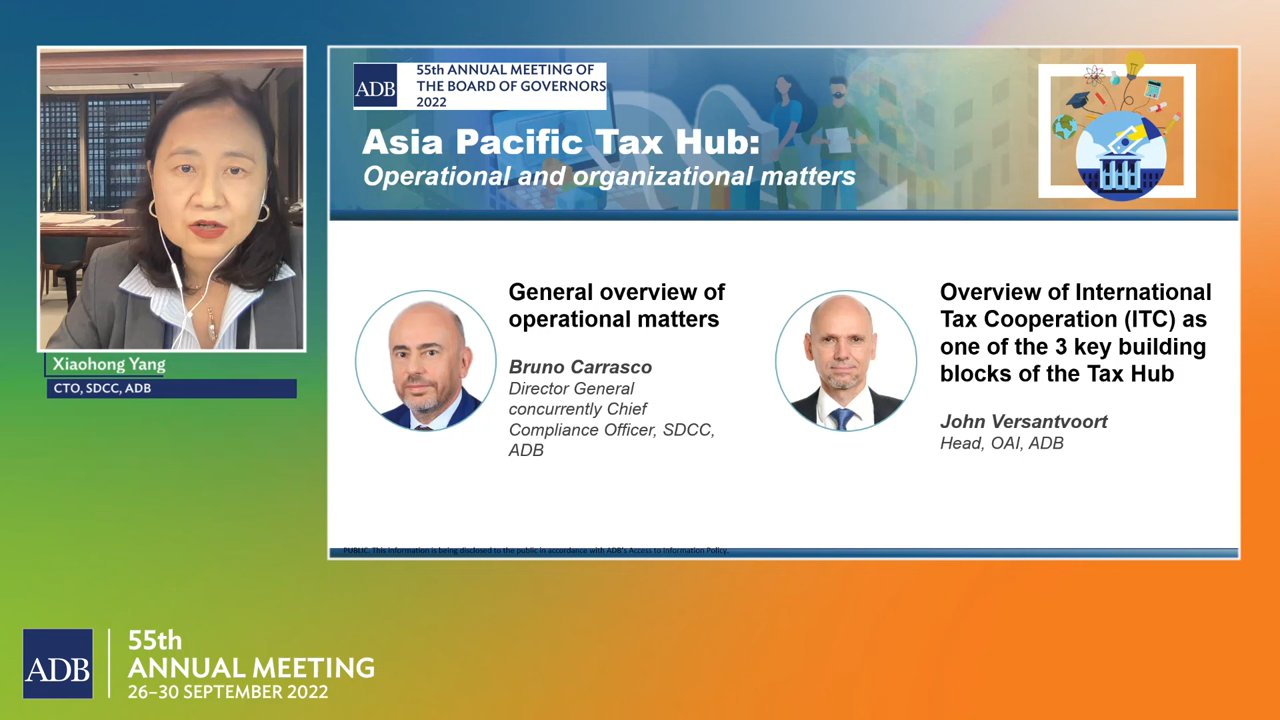 Xiaohong Yang
CTO, SDCC, ADB
ADB
55th ANNUAL MEETING OF
THE BOARD OF GOVERNORS
2022
Asia Pacific Tax Hub:
Operational and organizational matters
General overview of
operational matters
Bruno Carrasco
Director General
concurrently Chief
Compliance Officer, SDCC,
ADB
Overview of International
Tax Cooperation (ITC) as
one of the 3 key building
blocks of the Tax Hub
John Versantvoort
Head, OAI, ADB
PUBLIC. This information is being disclosed to the public in accordance with ADB's Access to Information Policy.
ADB
55th
ANNUAL MEETING
26–30 SEPTEMBER 2022